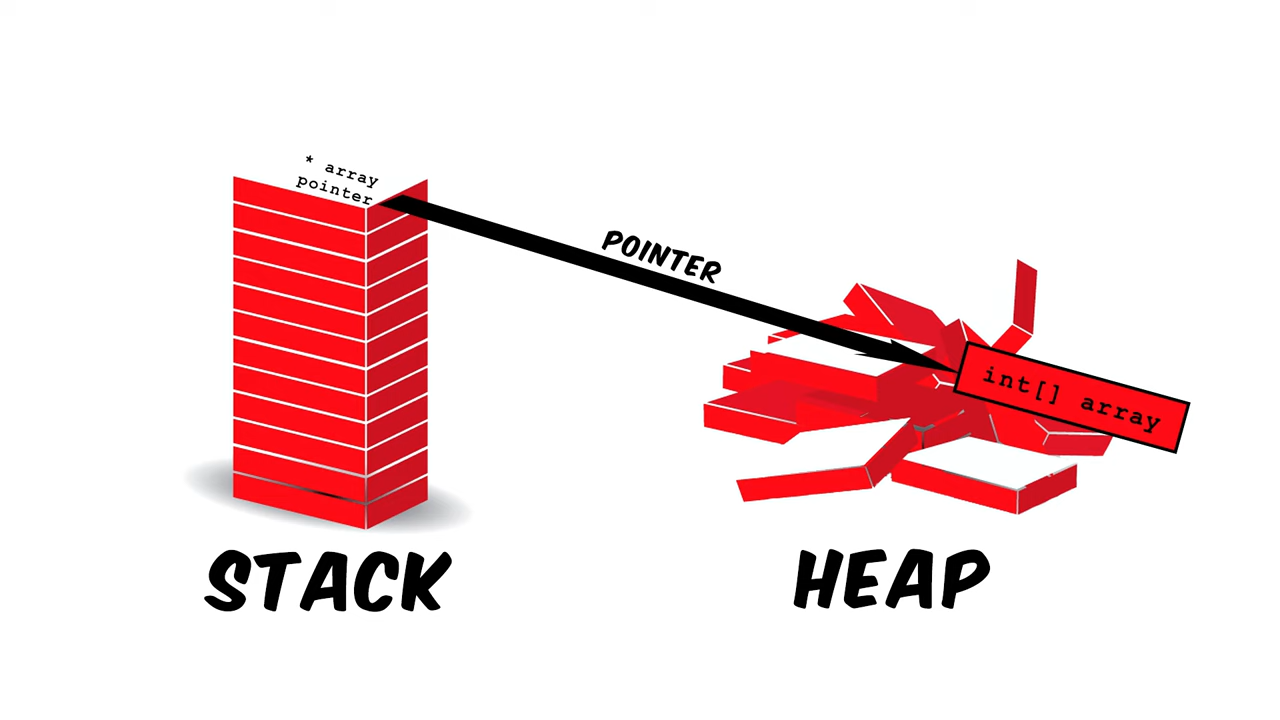 * array
pointer
POINTER
int[] array
STACK
HEAP